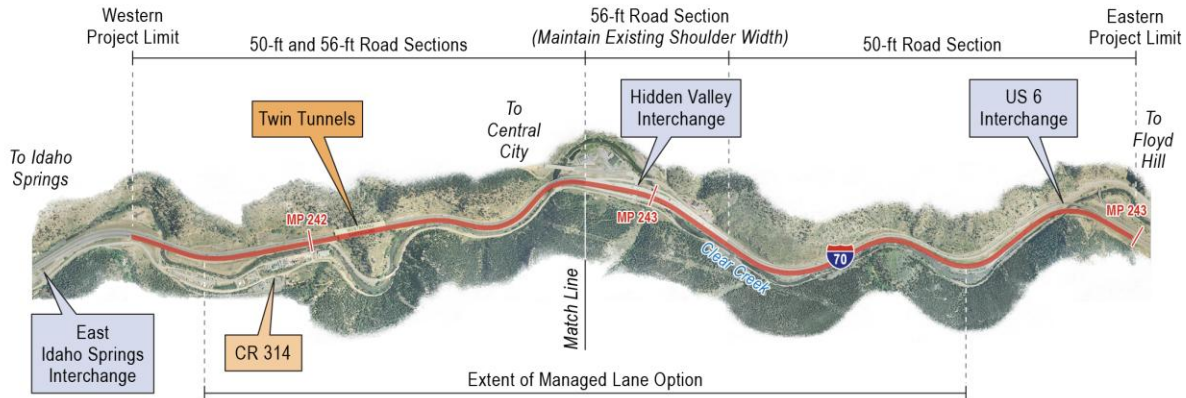 Western
Project Limit
50-ft and 56-ft Road Sections
56-ft Road Section
(Maintain Existing Shoulder Width)
50-ft Road Section
Eastern
Project Limit
Twin Tunnels
To
Central
City
Hidden Valley
Interchange
US 6
Interchange
To
Floyd
Hill
To Idaho
Springs
MP 242
MP 243
MP 243
Clear Creek
70
East
Idaho Springs
Interchange
CR 314
Match Line
Extent of Managed Lane Option